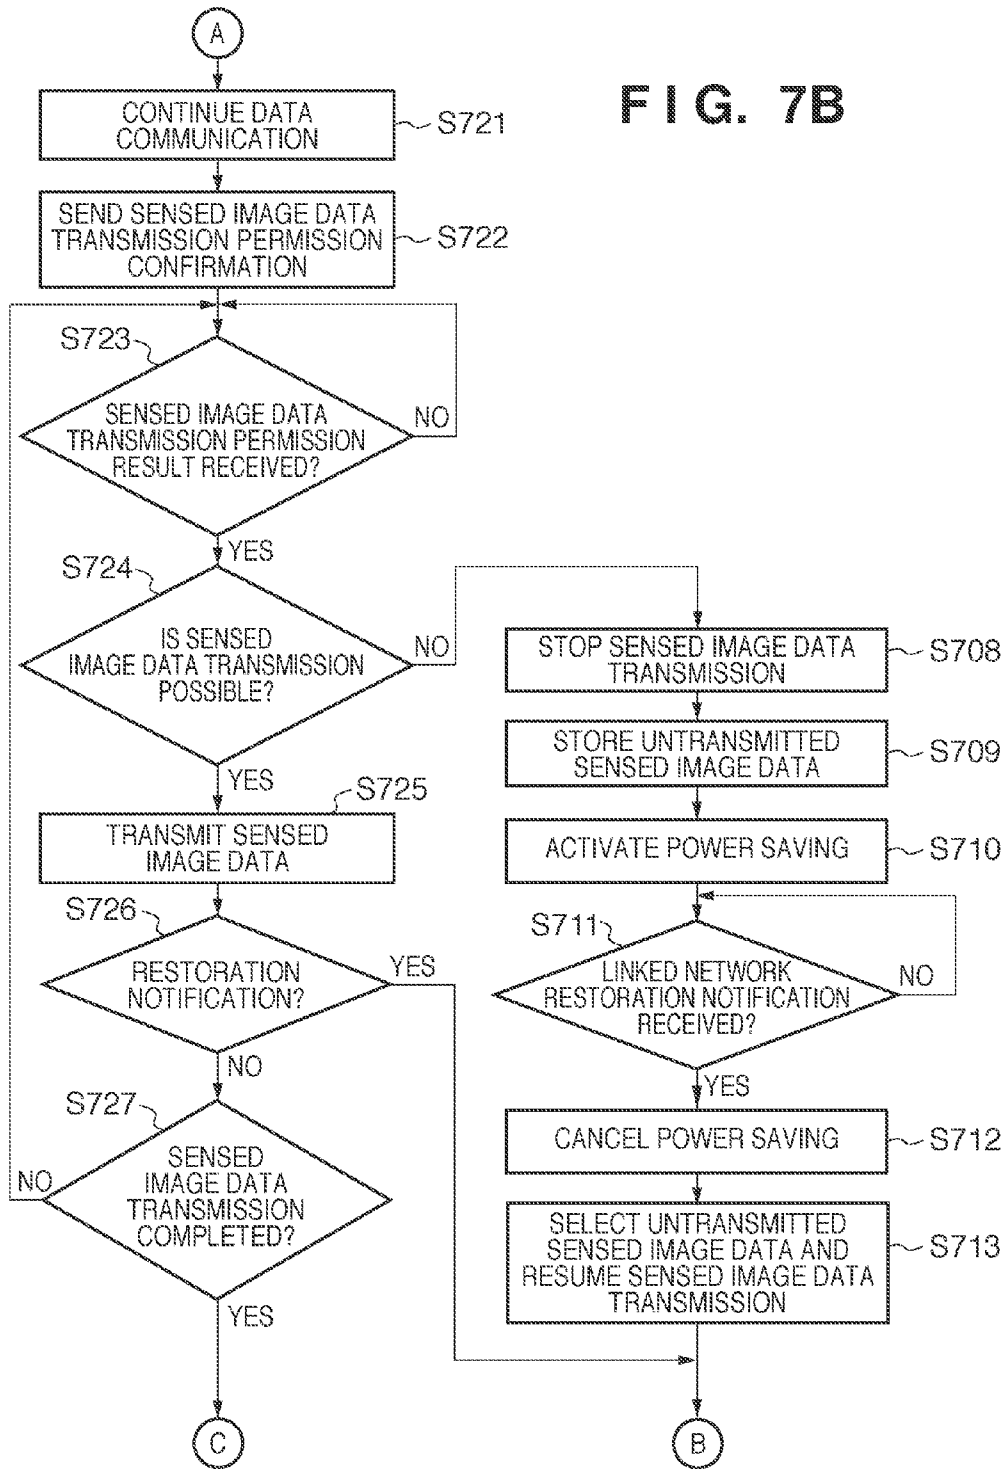 A
FIG. 7B
CONTINUE DATA
COMMUNICATION
S721
SEND SENSED IMAGE DATA
TRANSMISSION PERMISSION
CONFIRMATION
S722
S723
SENSED IMAGE DATA
TRANSMISSION PERMISSION
RESULT RECEIVED?
NO
YES
S724
IS SENSED
IMAGE DATA TRANSMISSION
POSSIBLE?
NO
YES
S725
TRANSMIT SENSED
IMAGE DATA
S726
RESTORATION
NOTIFICATION?
YES
NO
S727
SENSED
IMAGE DATA
TRANSMISSION
COMPLETED?
NO
YES
C
STOP SENSED IMAGE DATA
TRANSMISSION
S708
STORE UNTRANSMITTED
SENSED IMAGE DATA
S709
ACTIVATE POWER SAVING
S710
S711
LINKED NETWORK
RESTORATION NOTIFICATION
RECEIVED?
NO
YES
CANCEL POWER SAVING
S712
SELECT UNTRANSMITTED
SENSED IMAGE DATA AND
RESUME SENSED IMAGE DATA
TRANSMISSION
S713
B